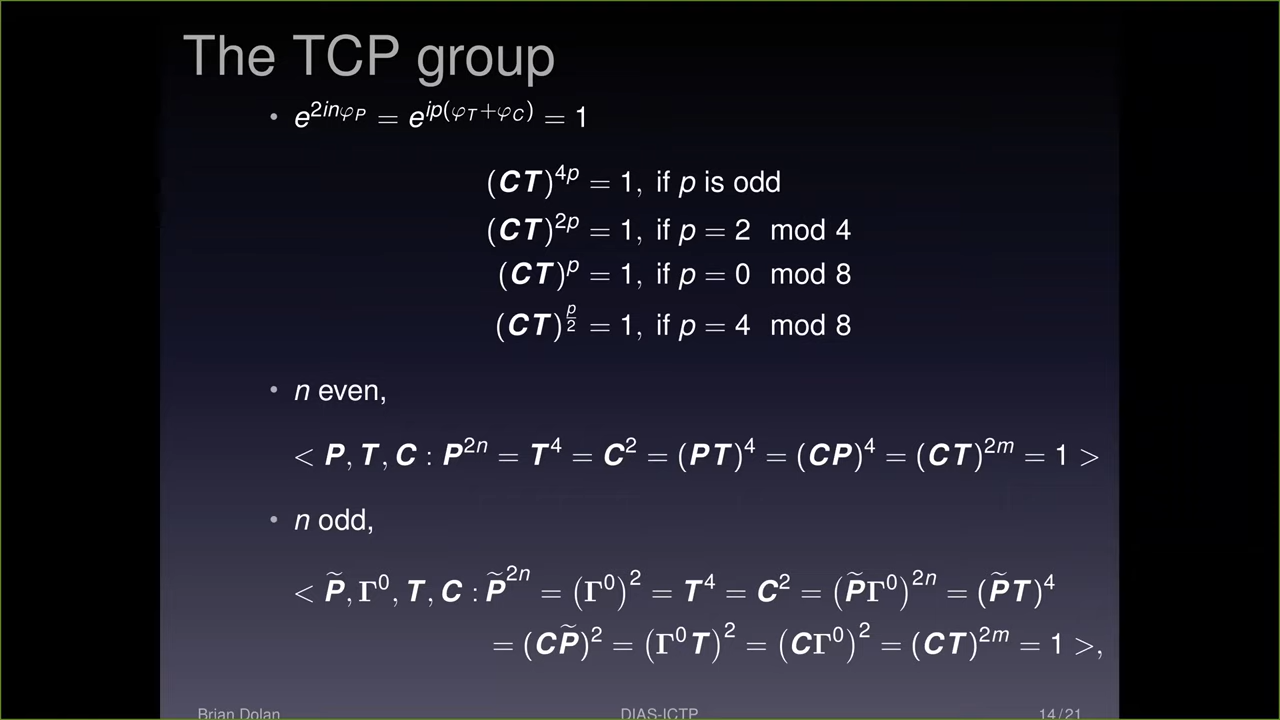 The TCP group
• e^{2inφ_P} = e^{ip(φ_T+φ_C)} = 1
(CT)^{4p} = 1, if p is odd
(CT)^{2p} = 1, if p = 2 mod 4
(CT)^{p} = 1, if p = 0 mod 8
(CT)^{p/2} = 1, if p = 4 mod 8
• n even,
< P, T, C : P^{2n} = T^4 = C^2 = (PT)^4 = (CP)^4 = (CT)^{2m} = 1 >
• n odd,
< P̃, Γ^0, T, C : P̃^{2n} = (Γ^0)^2 = T^4 = C^2 = (P̃Γ^0)^{2n} = (P̃T)^4
= (CP̃)^2 = (Γ^0T)^2 = (CΓ^0)^2 = (CT)^{2m} = 1 >,
Brian Dolan DIAS-ICTP 14/21